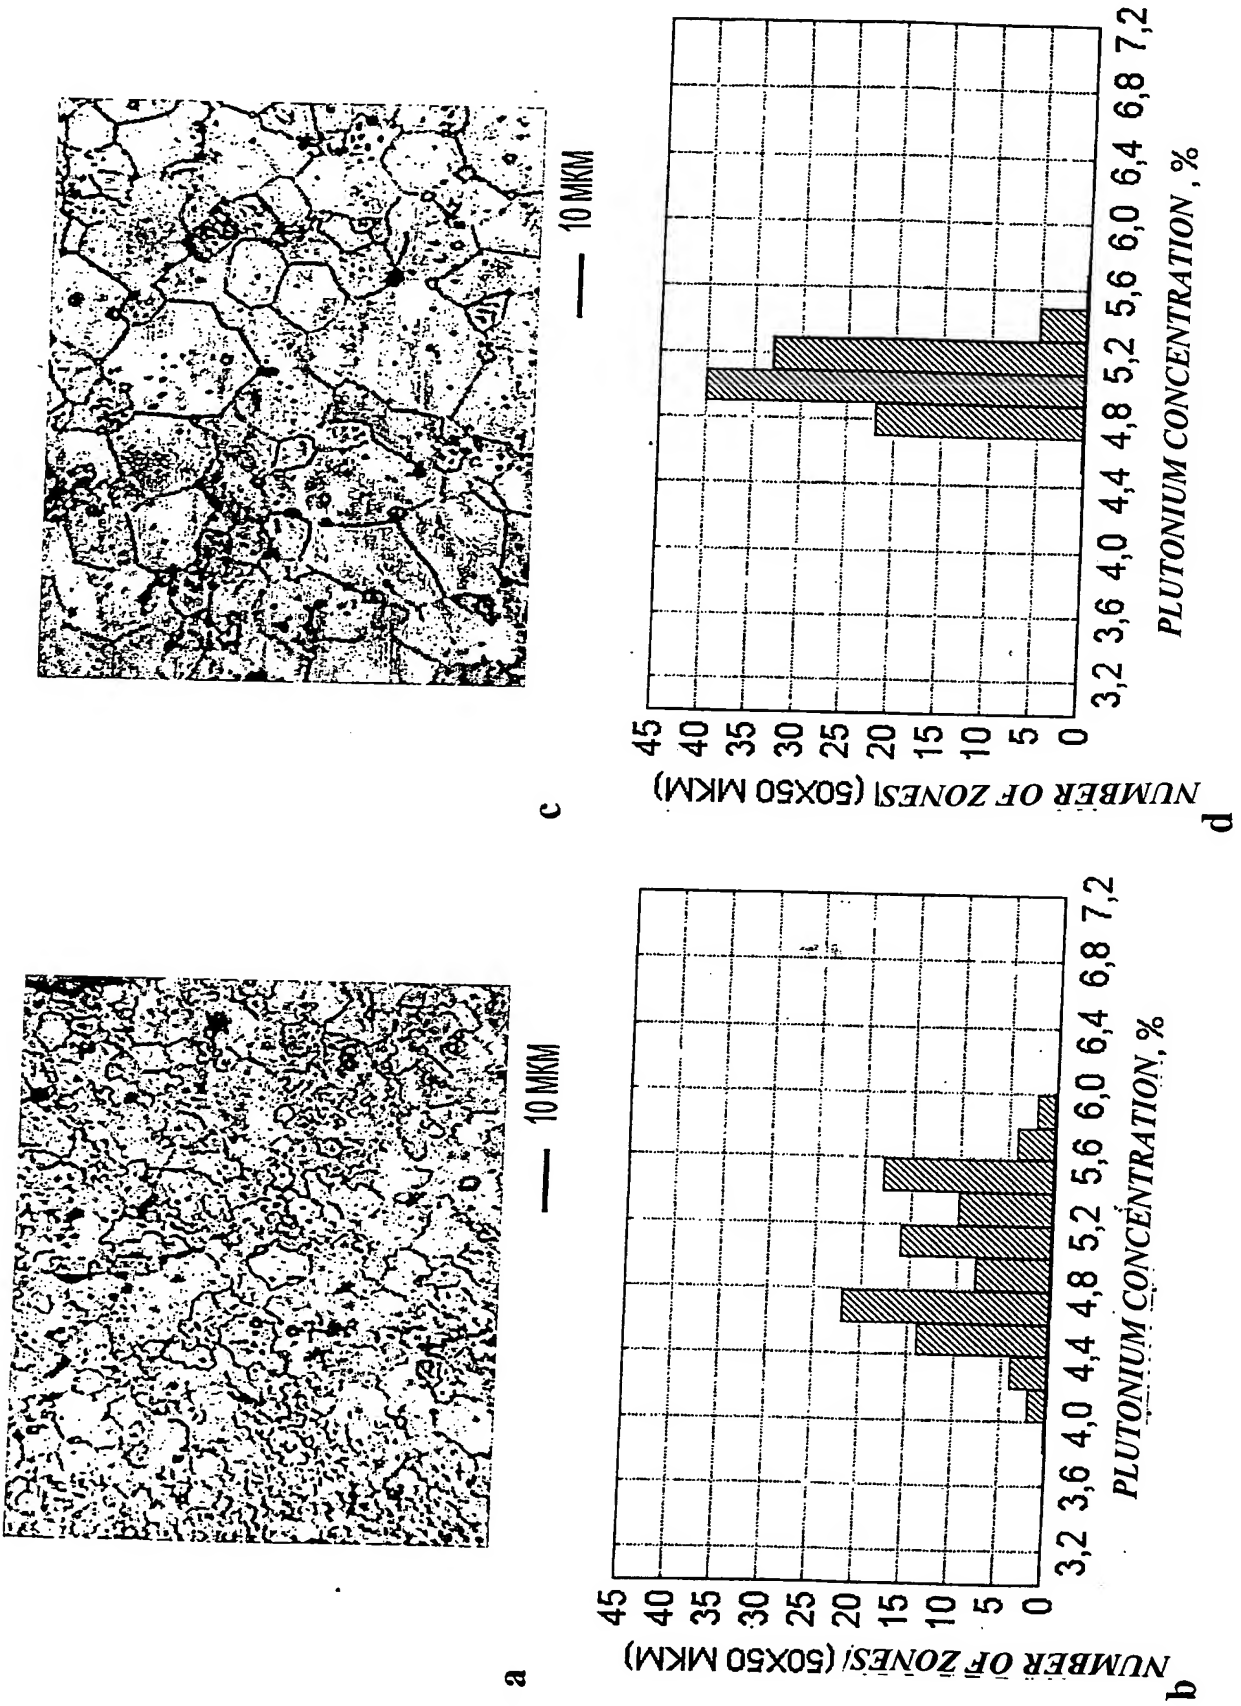 a
10 МКМ
NUMBER OF ZONES (50X50 МКМ)
45
40
35
30
25
20
15
10
5
0
3,2 3,6 4,0 4,4 4,8 5,2 5,6 6,0 6,4 6,8 7,2
PLUTONIUM CONCENTRATION, %
b
c
10 МКМ
NUMBER OF ZONES (50X50 МКМ)
45
40
35
30
25
20
15
10
5
0
3,2 3,6 4,0 4,4 4,8 5,2 5,6 6,0 6,4 6,8 7,2
PLUTONIUM CONCENTRATION, %
d